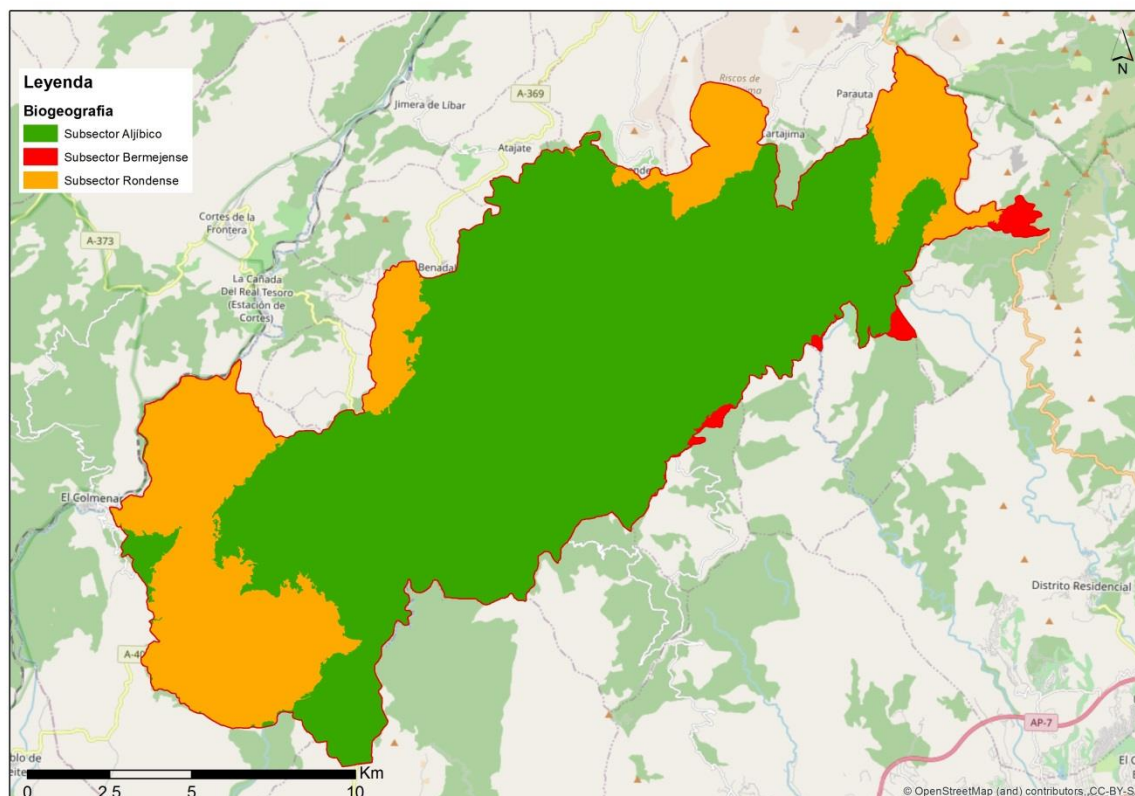 Leyenda
Biogeografia
Subsector Aljíbico
Subsector Bermejense
Subsector Rondense
N
A-369
Jimera de Líbar
Atajate
Riscos de
Parauta
Cartajima
Cortes de la
Frontera
A-373
La Cañada
Del Real Tesoro
(Estación de
Cortes)
Benadal
El Colmenar
Distrito Residencial
AP-7
Km
0 2,5 5 10
© OpenStreetMap (and) contributors, CC-BY-S